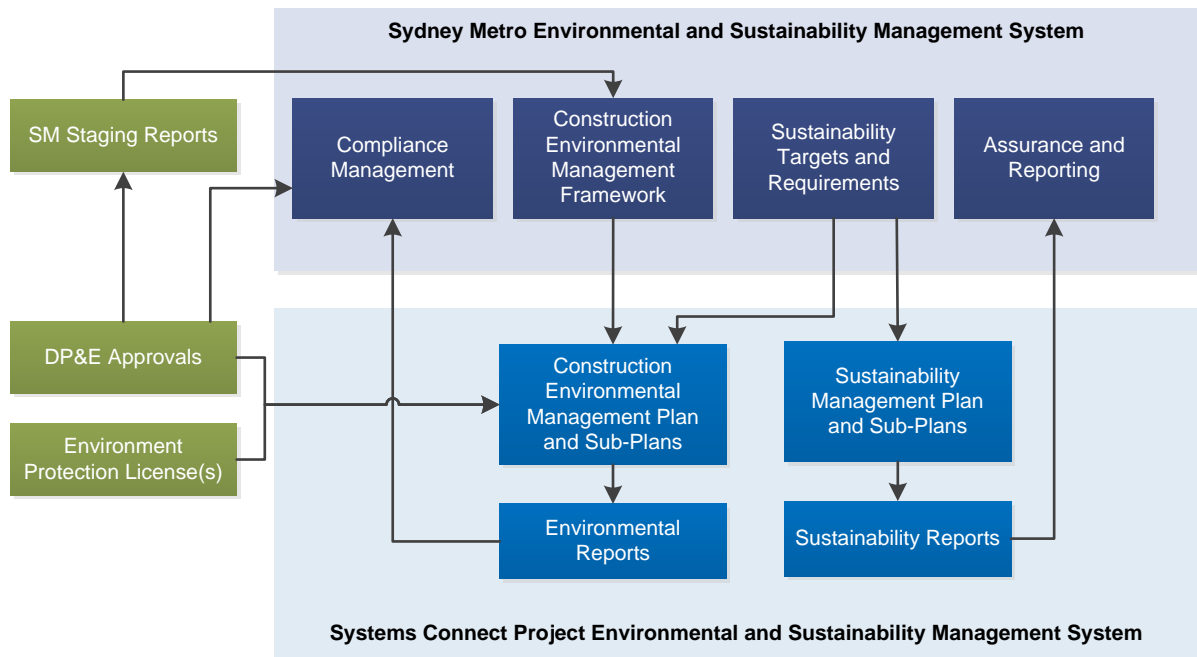 Sydney Metro Environmental and Sustainability Management System
SM Staging Reports
Compliance
Management
Construction
Environmental
Management
Framework
Sustainability
Targets and
Requirements
Assurance and
Reporting
DP&E Approvals
Environment
Protection License(s)
Construction
Environmental
Management Plan
and Sub-Plans
Sustainability
Management Plan
and Sub-Plans
Environmental
Reports
Sustainability Reports
Systems Connect Project Environmental and Sustainability Management System